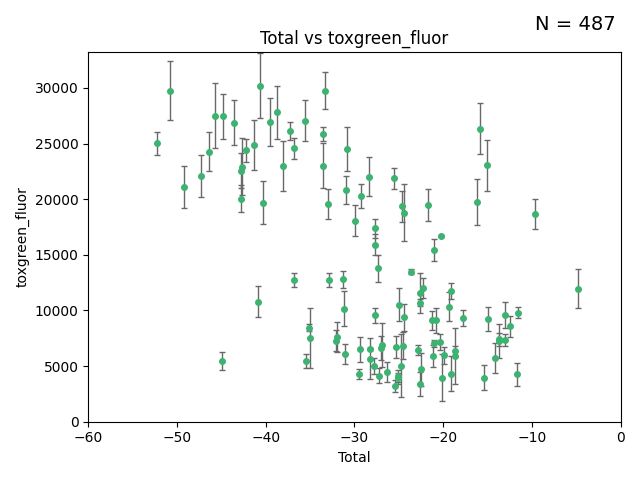 N = 487
Total vs toxgreen_fluor
toxgreen_fluor
30000
25000
20000
15000
10000
5000
0
−60 −50 −40 −30 −20 −10 0
Total